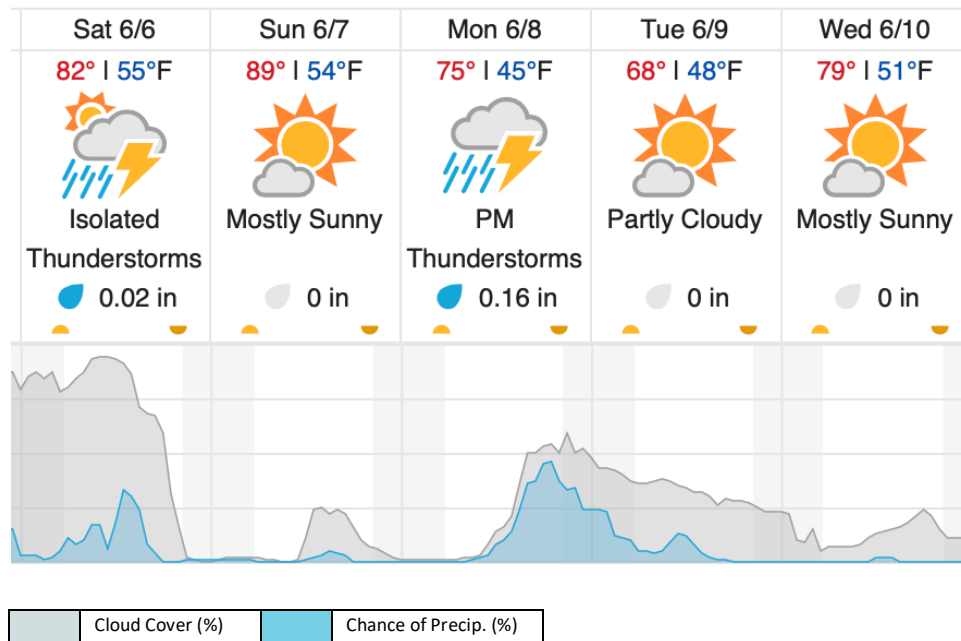 Sat 6/6 Sun 6/7 Mon 6/8 Tue 6/9 Wed 6/10
82° | 55°F 89° | 54°F 75° | 45°F 68° | 48°F 79° | 51°F
Isolated Mostly Sunny PM Partly Cloudy Mostly Sunny
Thunderstorms Thunderstorms
0.02 in 0 in 0.16 in 0 in 0 in
Cloud Cover (%) Chance of Precip. (%)